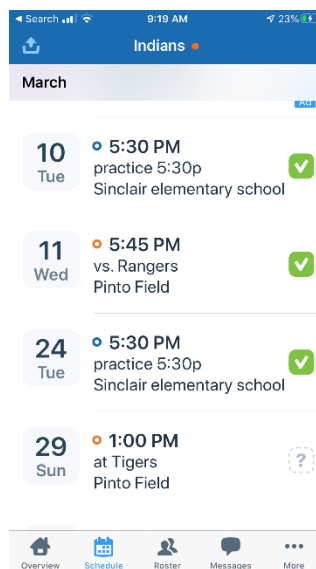 Search 9:19 AM 23%
Indians
March
Ad
10 5:30 PM
Tue practice 5:30p
Sinclair elementary school
11 5:45 PM
Wed vs. Rangers
Pinto Field
24 5:30 PM
Tue practice 5:30p
Sinclair elementary school
29 1:00 PM
Sun at Tigers
Pinto Field
?
Overview Schedule Roster Messages More